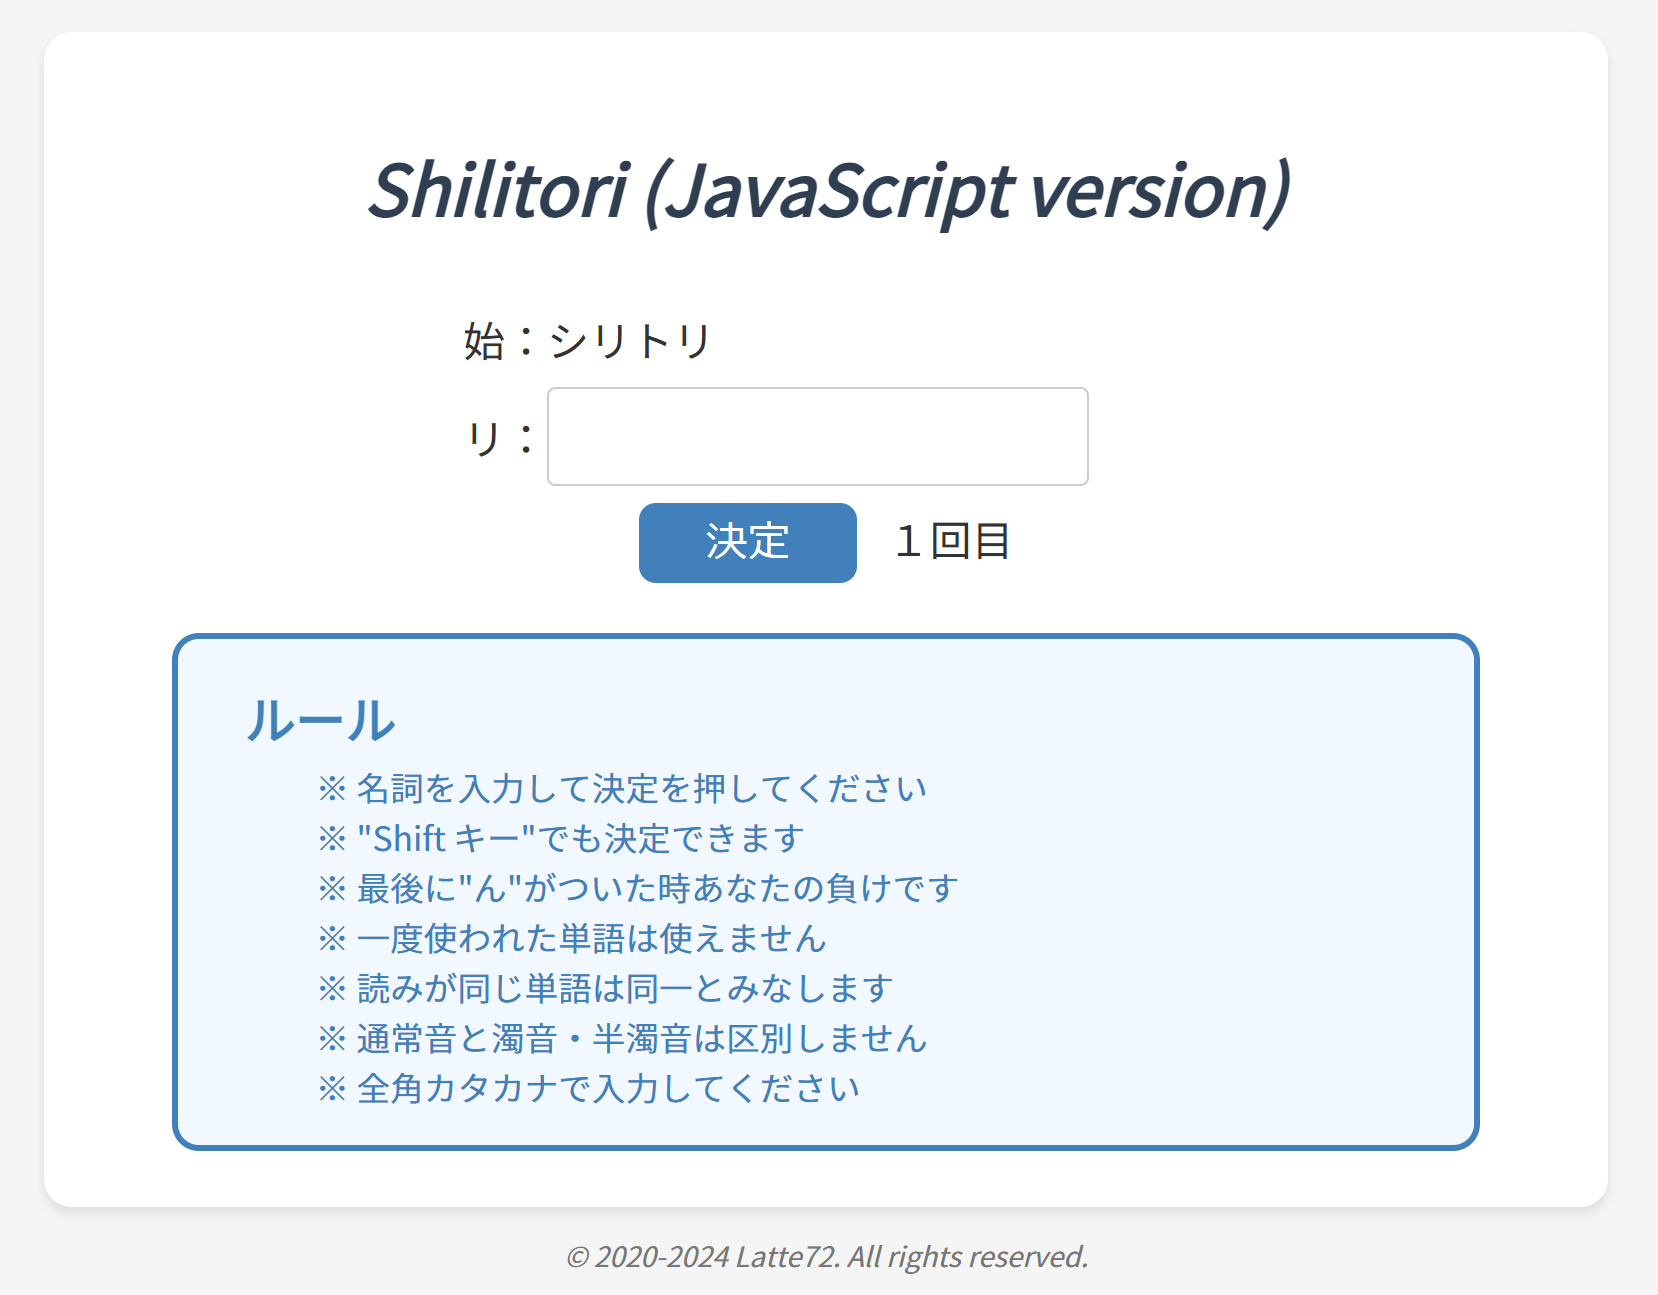 Shilitori (JavaScript version)
始：シリトリ
リ：
決定 １回目
ルール
※ 名詞を入力して決定を押してください
※ "Shift キー"でも決定できます
※ 最後に"ん"がついた時あなたの負けです
※ 一度使われた単語は使えません
※ 読みが同じ単語は同一とみなします
※ 通常音と濁音・半濁音は区別しません
※ 全角カタカナで入力してください
© 2020-2024 Latte72. All rights reserved.